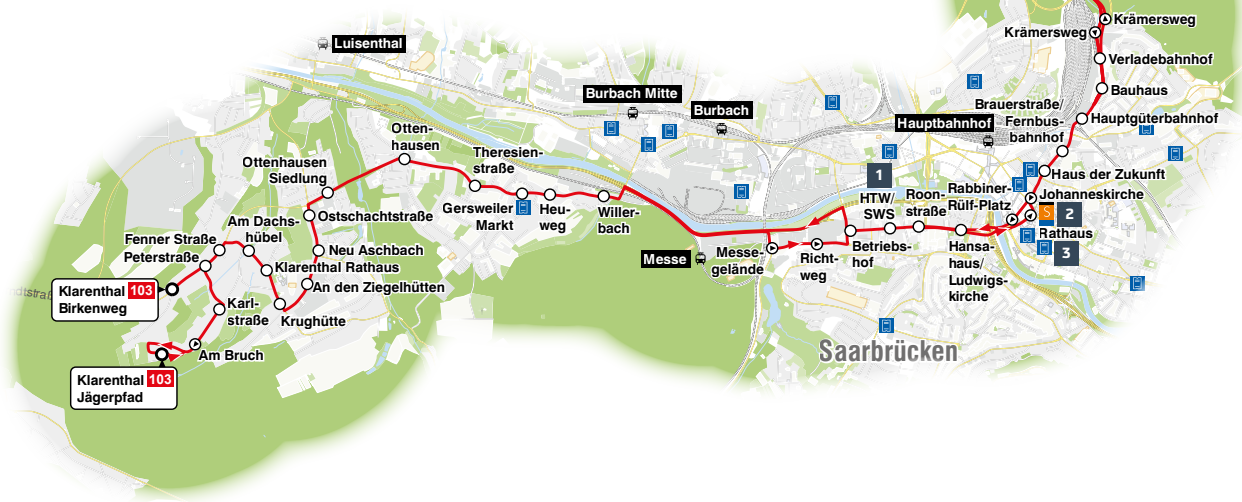 Krämersweg
Krämersweg
Luisenthal
Verladebahnhof
Burbach Mitte
Bauhaus
Burbach
Brauerstraße
Hauptbahnhof
Fernbus-
bahnhof
Hauptgüterbahnhof
Otten-
hausen
Theresien-
straße
Ottenhausen
Siedlung
1
Haus der Zukunft
HTW/
SWS
Roon-
straße
Rabbiner-
Rülf-Platz
Johanneskirche
S
2
Rathaus
3
Gersweiler
Markt
Heu-
weg
Willer-
bach
Ostschachtstraße
Am Dachs-
hübel
Fenner Straße
Peterstraße
Neu Aschbach
Messe
Messe-
gelände
Richt-
weg
Betriebs-
hof
Hansa-
haus/
Ludwigs-
kirche
Klarenthal Rathaus
An den Ziegelhütten
Klarenthal 103
Birkenweg
Karl-
straße
Krughütte
Am Bruch
Saarbrücken
Klarenthal 103
Jägerpfad